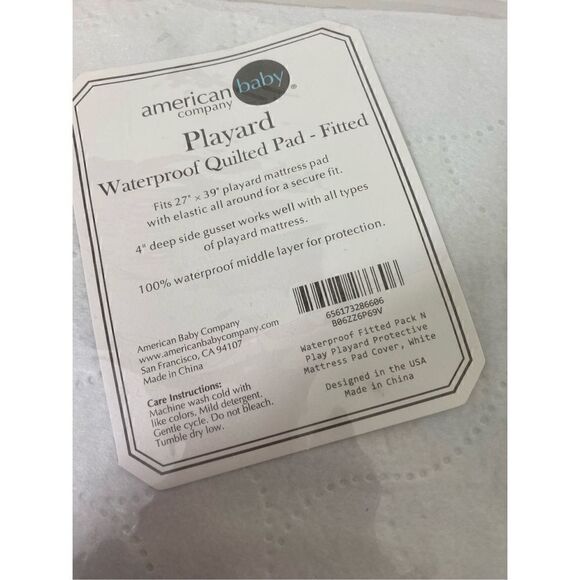 american baby®
company
Playard
Waterproof Quilted Pad - Fitted
Fits 27" x 39" playard mattress pad
with elastic all around for a secure fit.
4" deep side gusset works well with all types
of playard mattress.
100% waterproof middle layer for protection.
656173286606
B06ZZ6P69V
Waterproof Fitted Pack N
Play Playard Protective
Mattress Pad Cover, White
Designed in the USA
Made in China
American Baby Company
www.americanbabycompany.com
San Francisco, CA 94107
Made in China
Care Instructions:
Machine wash cold with
like colors, Mild detergent.
Gentle cycle. Do not bleach.
Tumble dry low.